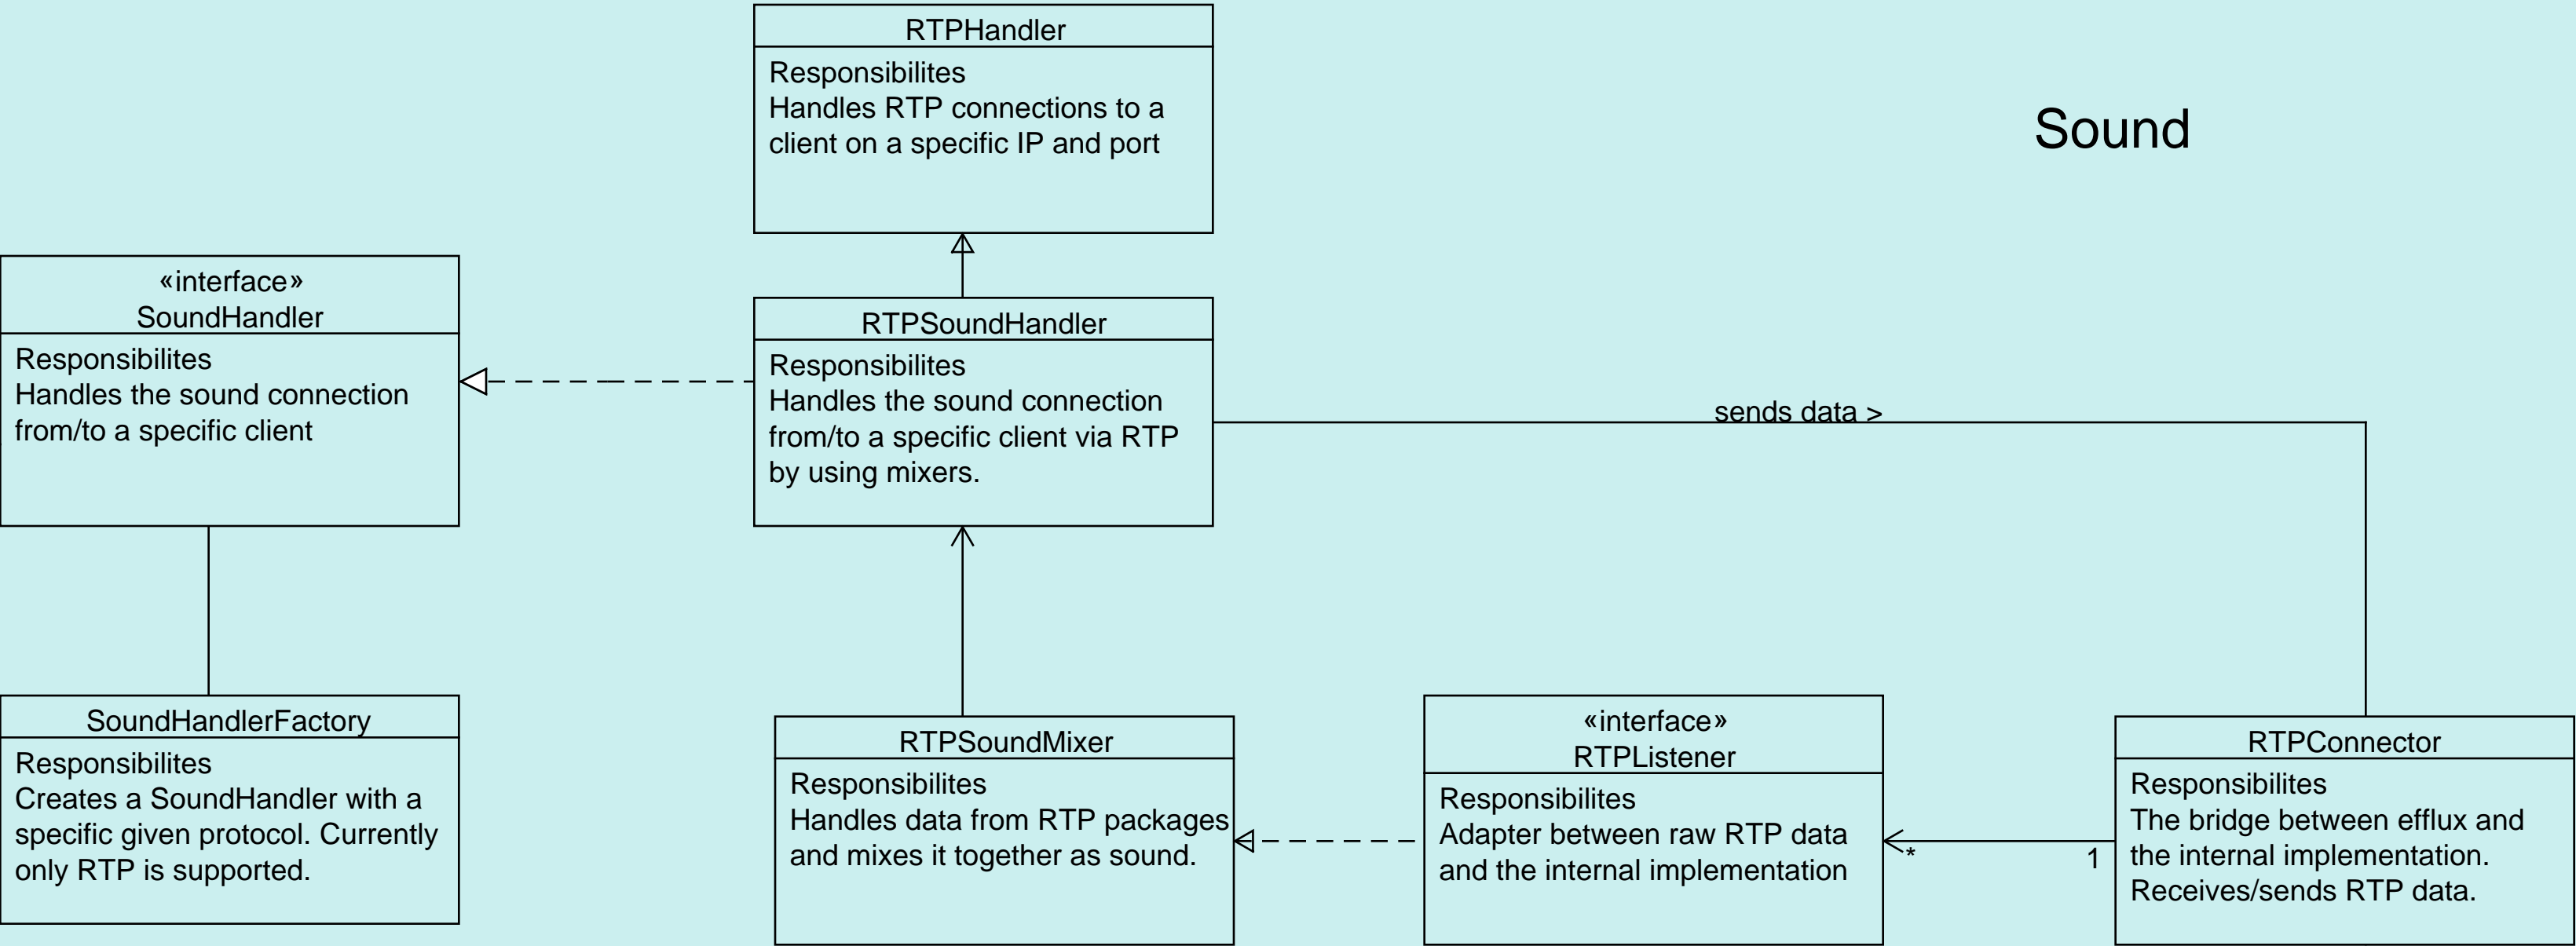 RTPHandler
Responsibilites
Handles RTP connections to a
client on a specific IP and port
Sound
«interface»
SoundHandler
Responsibilites
Handles the sound connection
from/to a specific client
RTPSoundHandler
Responsibilites
Handles the sound connection
from/to a specific client via RTP
by using mixers.
sends data >
SoundHandlerFactory
Responsibilites
Creates a SoundHandler with a
specific given protocol. Currently
only RTP is supported.
RTPSoundMixer
Responsibilites
Handles data from RTP packages
and mixes it together as sound.
«interface»
RTPListener
Responsibilites
Adapter between raw RTP data
and the internal implementation
*
1
RTPConnector
Responsibilites
The bridge between efflux and
the internal implementation.
Receives/sends RTP data.